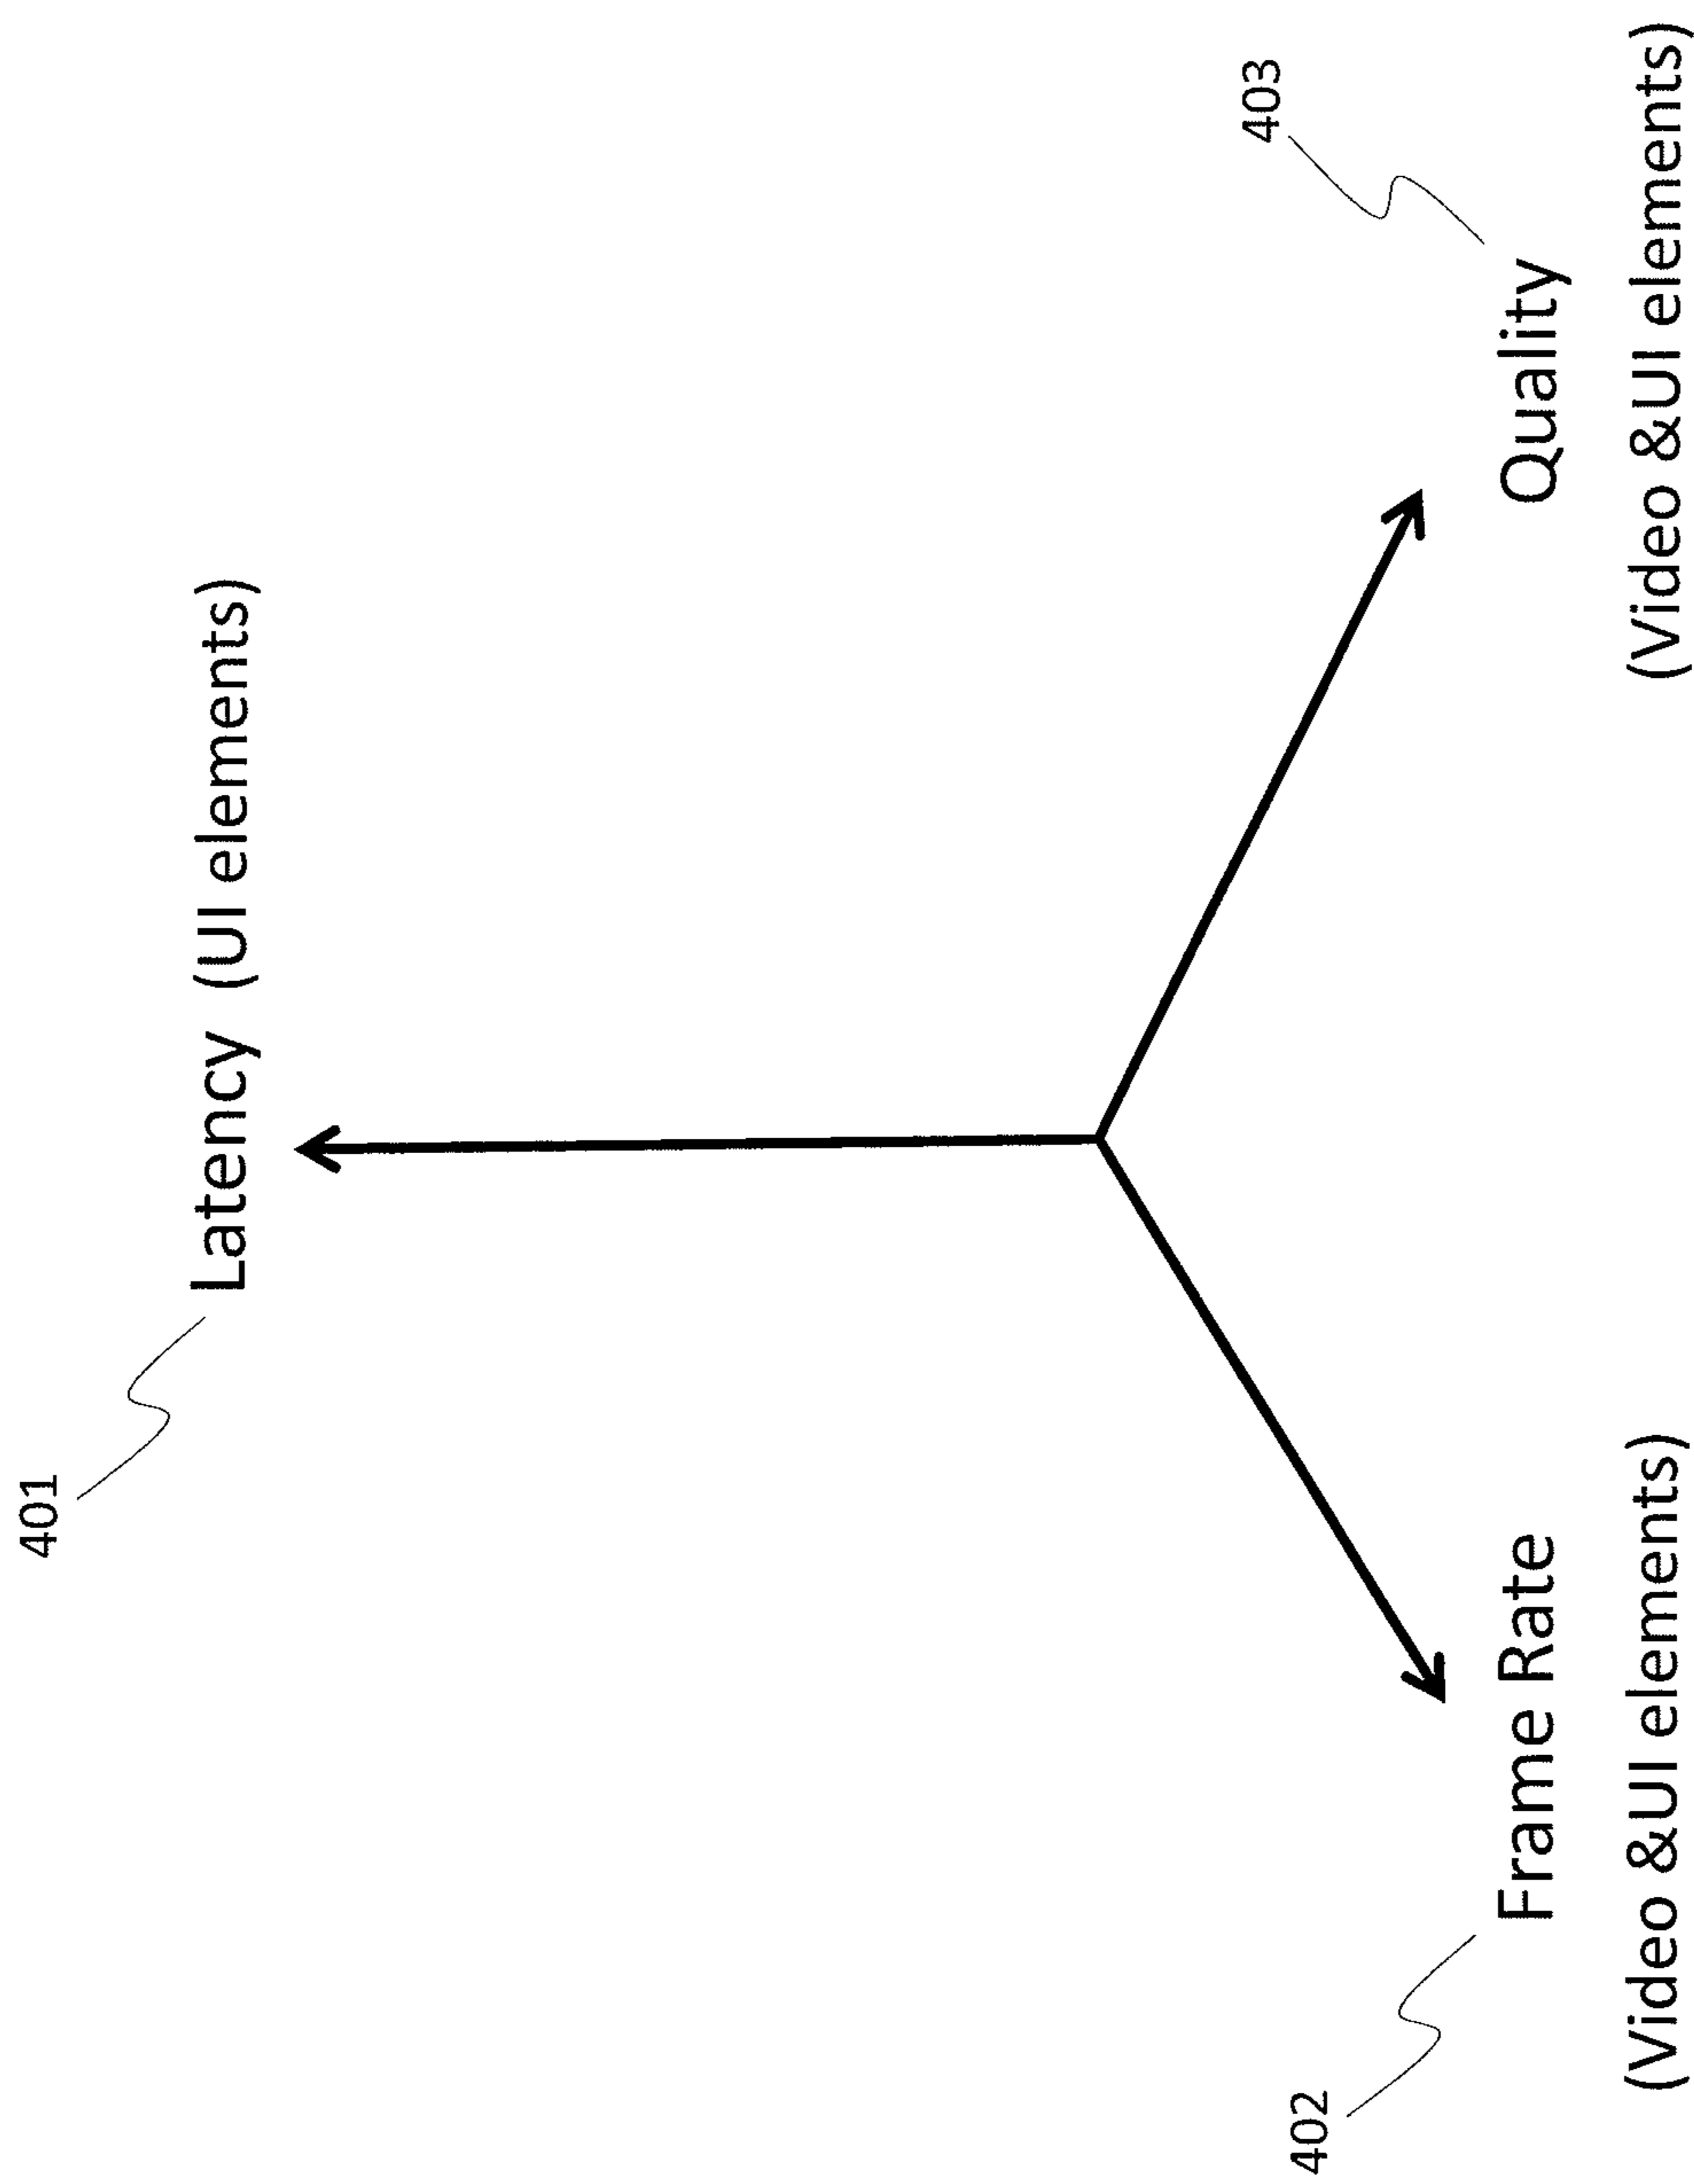 401
Latency (UI elements)
403
402
Frame Rate
Quality
(Video &UI elements)
(Video &UI elements)